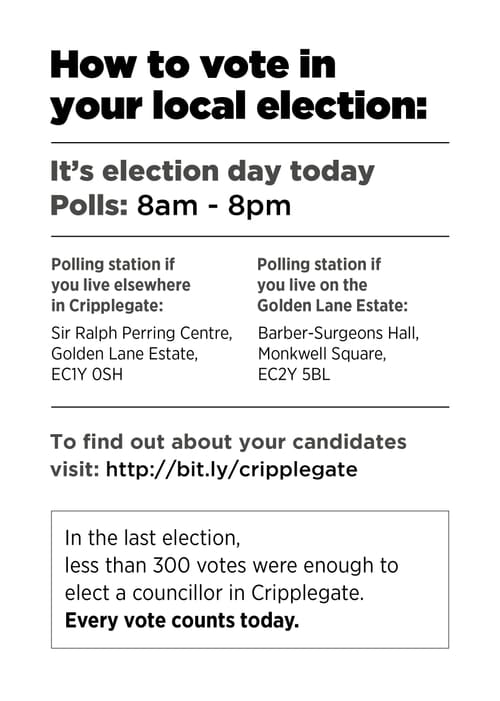 How to vote in
your local election:
It's election day today
Polls: 8am - 8pm
Polling station if
you live elsewhere
in Cripplegate:
Sir Ralph Perring Centre,
Golden Lane Estate,
EC1Y 0SH
Polling station if
you live on the
Golden Lane Estate:
Barber-Surgeons Hall,
Monkwell Square,
EC2Y 5BL
To find out about your candidates
visit: http://bit.ly/cripplegate
In the last election,
less than 300 votes were enough to
elect a councillor in Cripplegate.
Every vote counts today.